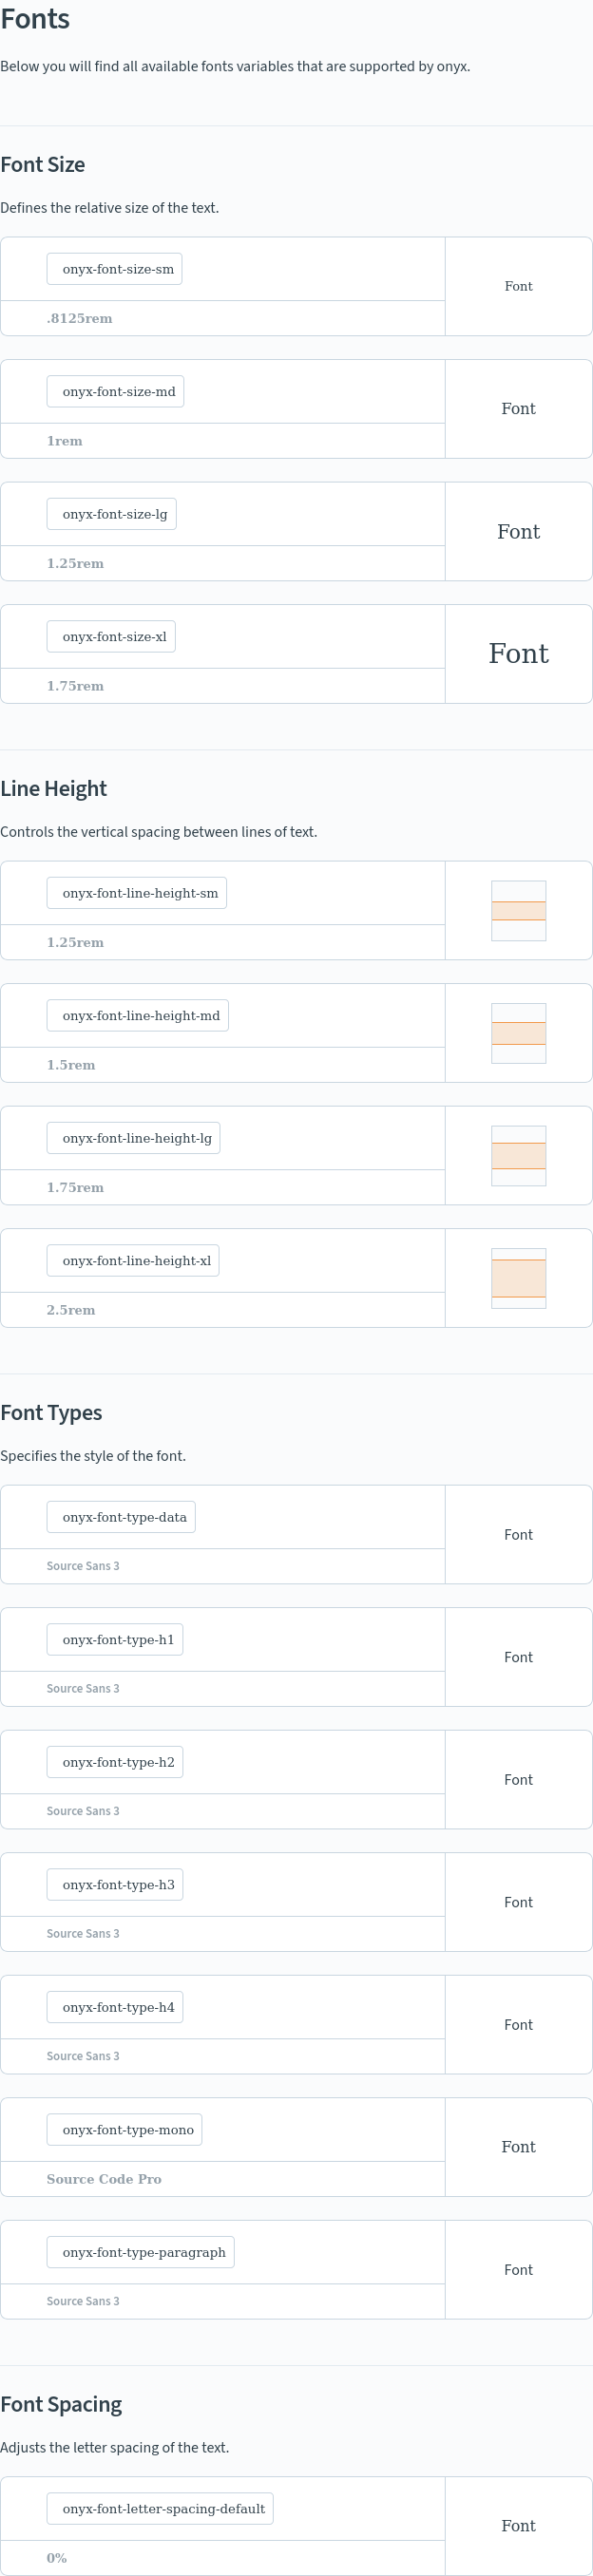 Fonts
Below you will find all available fonts variables that are supported by onyx.
Font Size
Defines the relative size of the text.
onyx-font-size-sm
Font
.8125rem
onyx-font-size-md
Font
1rem
onyx-font-size-lg
Font
1.25rem
onyx-font-size-xl
Font
1.75rem
Line Height
Controls the vertical spacing between lines of text.
onyx-font-line-height-sm
1.25rem
onyx-font-line-height-md
1.5rem
onyx-font-line-height-lg
1.75rem
onyx-font-line-height-xl
2.5rem
Font Types
Specifies the style of the font.
onyx-font-type-data
Font
Source Sans 3
onyx-font-type-h1
Font
Source Sans 3
onyx-font-type-h2
Font
Source Sans 3
onyx-font-type-h3
Font
Source Sans 3
onyx-font-type-h4
Font
Source Sans 3
onyx-font-type-mono
Font
Source Code Pro
onyx-font-type-paragraph
Font
Source Sans 3
Font Spacing
Adjusts the letter spacing of the text.
onyx-font-letter-spacing-default
Font
0%